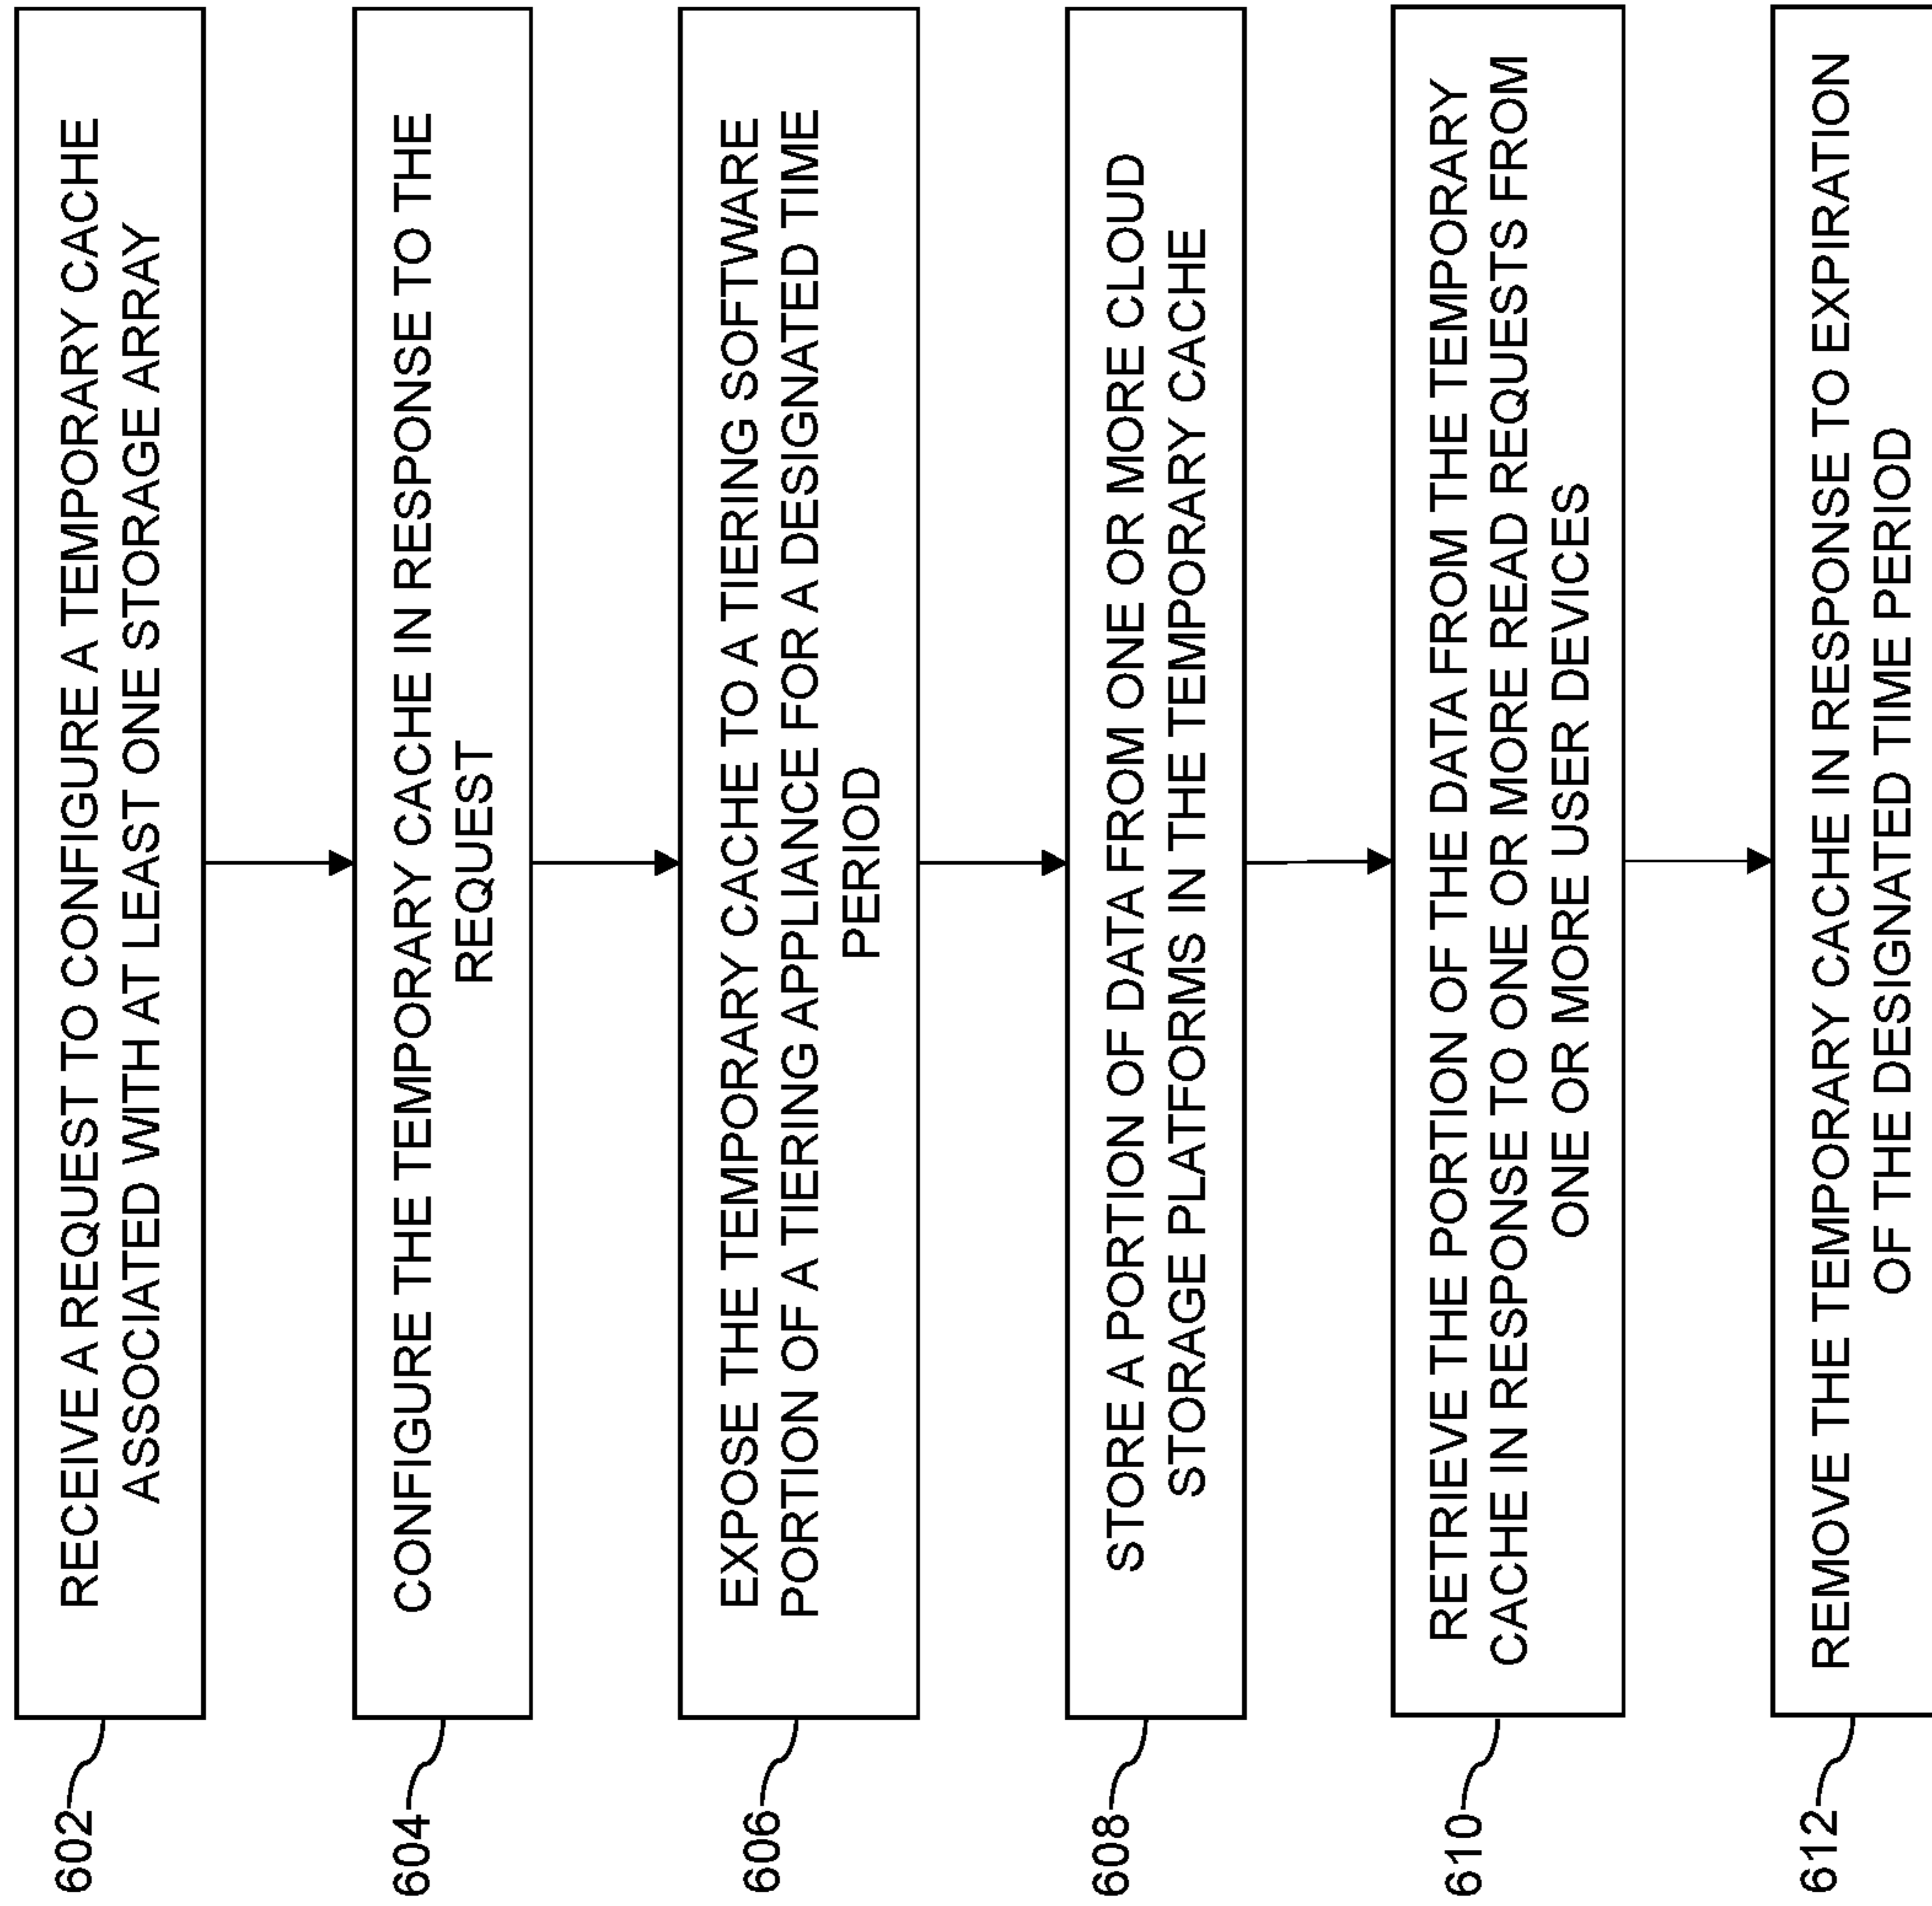 602
RECEIVE A REQUEST TO CONFIGURE A TEMPORARY CACHE
ASSOCIATED WITH AT LEAST ONE STORAGE ARRAY
604
CONFIGURE THE TEMPORARY CACHE IN RESPONSE TO THE
REQUEST
606
EXPOSE THE TEMPORARY CACHE TO A TIERING SOFTWARE
PORTION OF A TIERING APPLIANCE FOR A DESIGNATED TIME
PERIOD
608
STORE A PORTION OF DATA FROM ONE OR MORE CLOUD
STORAGE PLATFORMS IN THE TEMPORARY CACHE
610
RETRIEVE THE PORTION OF THE DATA FROM THE TEMPORARY
CACHE IN RESPONSE TO ONE OR MORE READ REQUESTS FROM
ONE OR MORE USER DEVICES
612
REMOVE THE TEMPORARY CACHE IN RESPONSE TO EXPIRATION
OF THE DESIGNATED TIME PERIOD